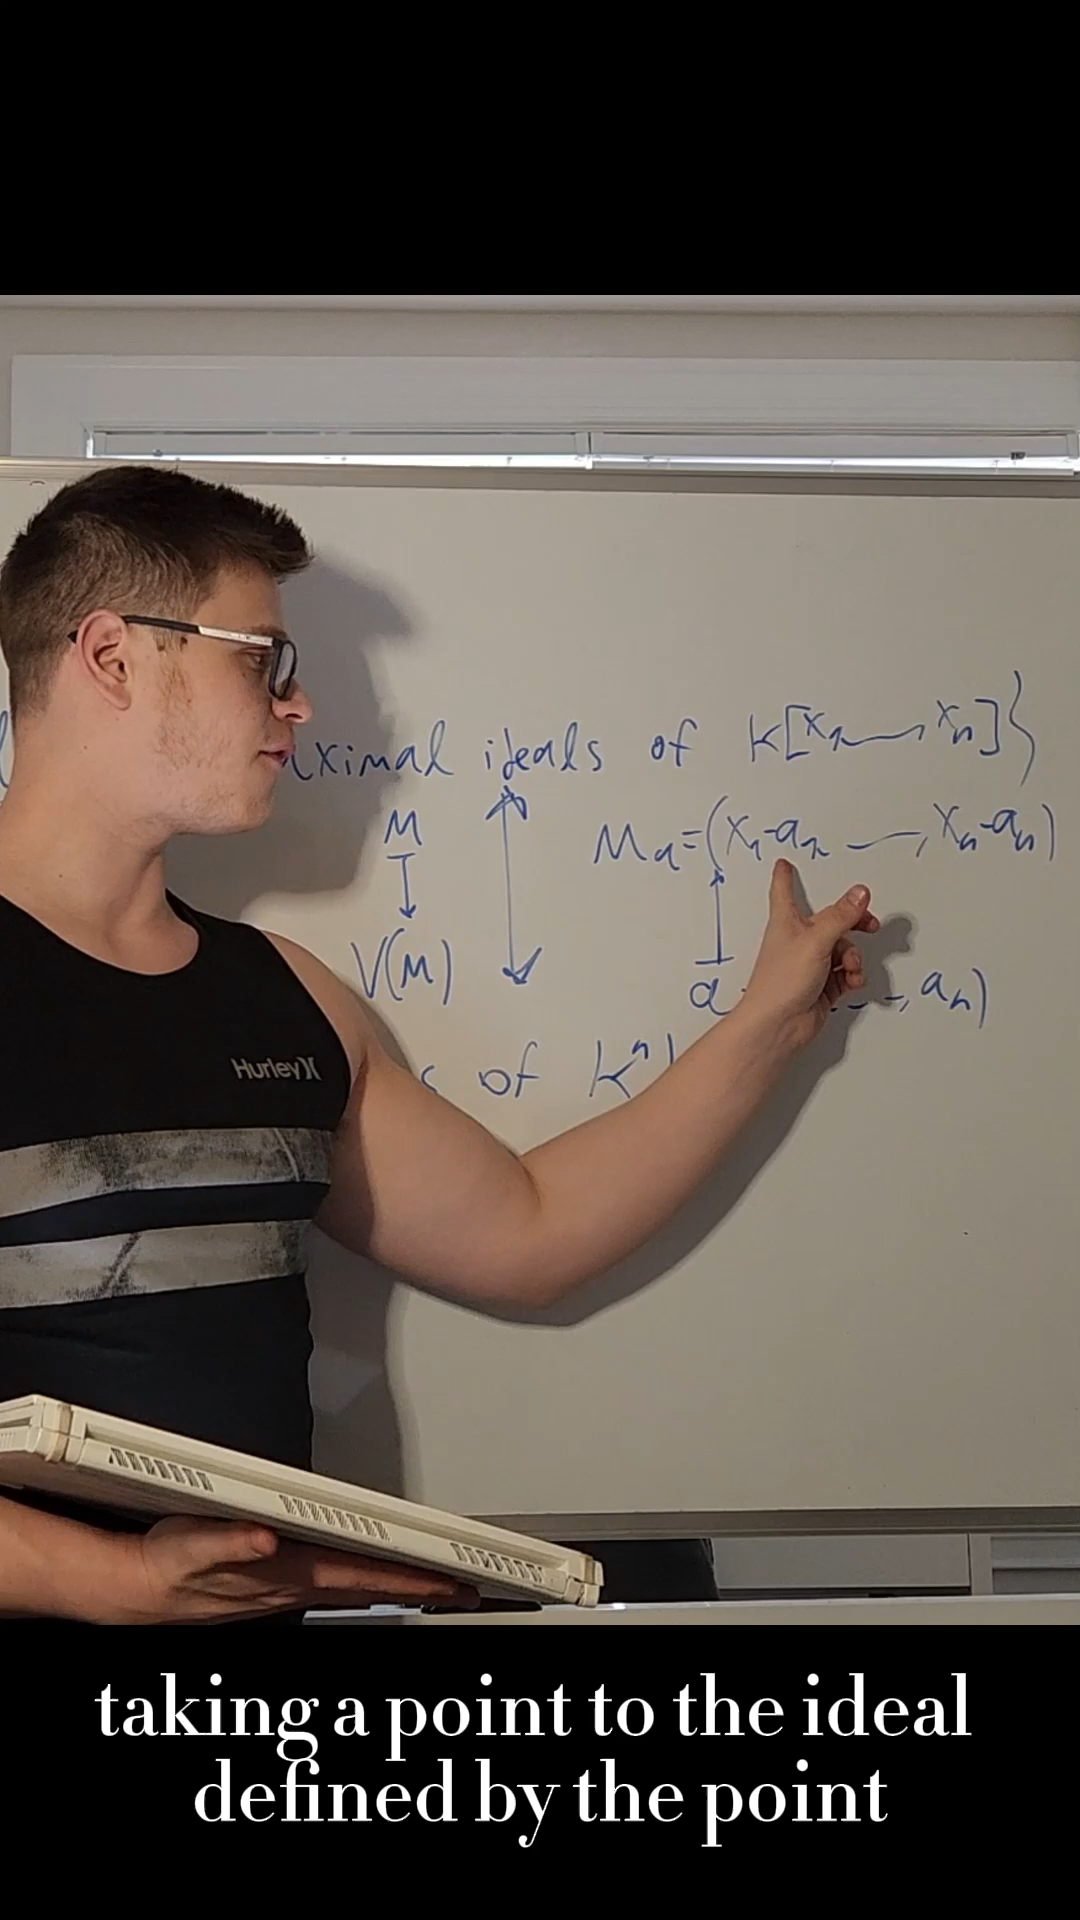 aximal ideals of K[x₁—,xₙ]}
M
Mₐ=(x₁-a₁—,xₙ-aₙ)
V(M)
a ,aₙ)
of Kⁿ
Hurley
taking a point to the ideal
defined by the point